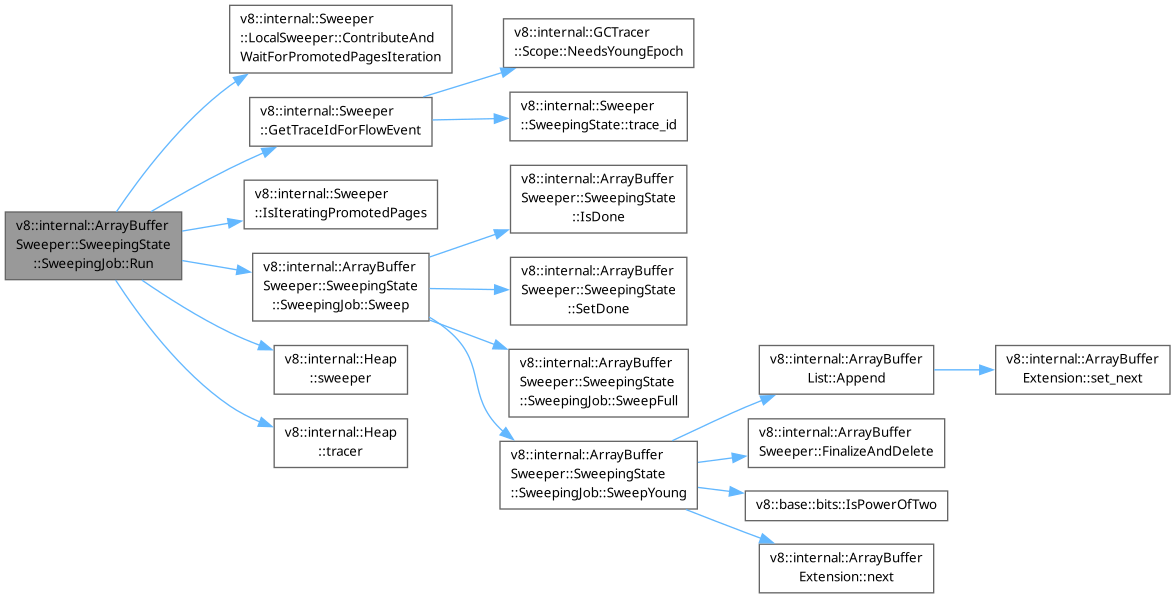 v8::internal::ArrayBuffer
Sweeper::SweepingState
::SweepingJob::Run
v8::internal::Sweeper
::LocalSweeper::ContributeAnd
WaitForPromotedPagesIteration
v8::internal::Sweeper
::GetTraceIdForFlowEvent
v8::internal::GCTracer
::Scope::NeedsYoungEpoch
v8::internal::Sweeper
::SweepingState::trace_id
v8::internal::Sweeper
::IsIteratingPromotedPages
v8::internal::ArrayBuffer
Sweeper::SweepingState
::SweepingJob::Sweep
v8::internal::ArrayBuffer
Sweeper::SweepingState
::IsDone
v8::internal::ArrayBuffer
Sweeper::SweepingState
::SetDone
v8::internal::ArrayBuffer
Sweeper::SweepingState
::SweepingJob::SweepFull
v8::internal::ArrayBuffer
Sweeper::SweepingState
::SweepingJob::SweepYoung
v8::internal::ArrayBuffer
List::Append
v8::internal::ArrayBuffer
Extension::set_next
v8::internal::ArrayBuffer
Sweeper::FinalizeAndDelete
v8::base::bits::IsPowerOfTwo
v8::internal::ArrayBuffer
Extension::next
v8::internal::Heap
::sweeper
v8::internal::Heap
::tracer